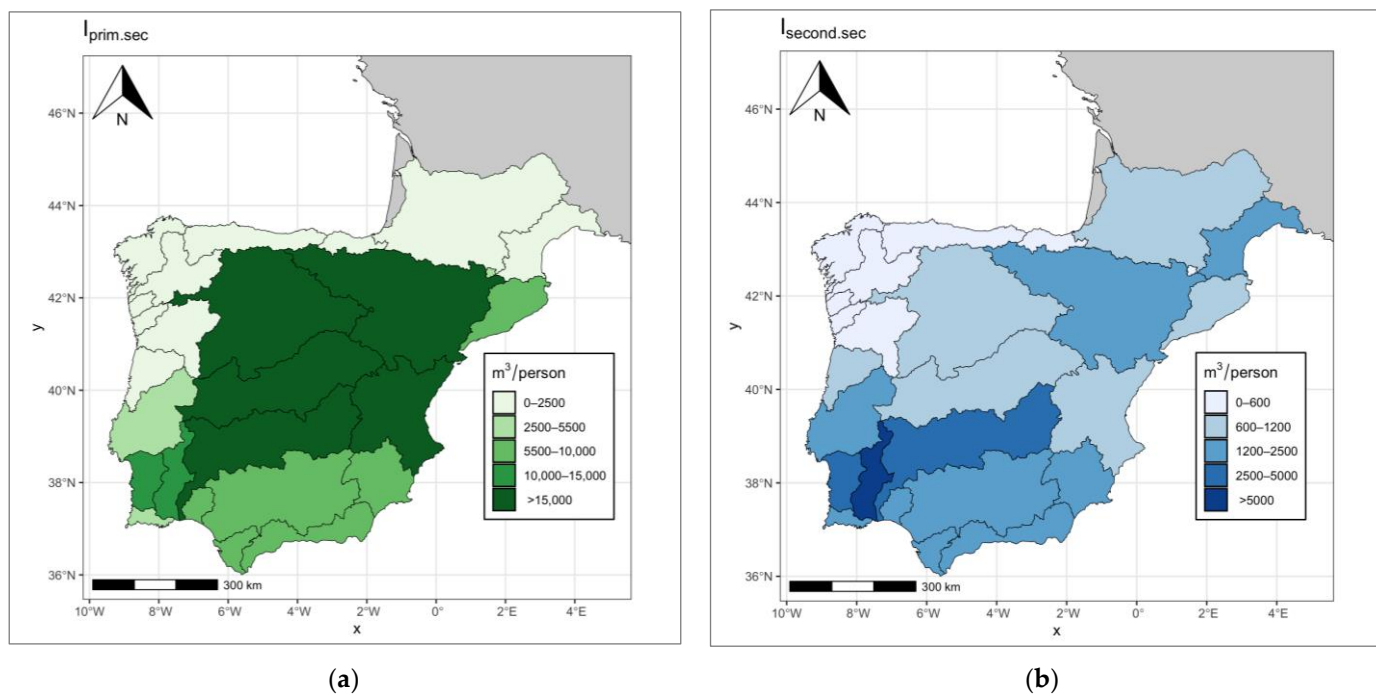 I prim.sec
46°N
44°N
42°N
40°N
38°N
36°N
y
N
m³/person
0–2500
2500–5500
5500–10,000
10,000–15,000
>15,000
300 km
10°W 8°W 6°W 4°W 2°W 0° 2°E 4°E
x
(a)
I second.sec
46°N
44°N
42°N
40°N
38°N
36°N
y
N
m³/person
0–600
600–1200
1200–2500
2500–5000
>5000
300 km
10°W 8°W 6°W 4°W 2°W 0° 2°E 4°E
x
(b)